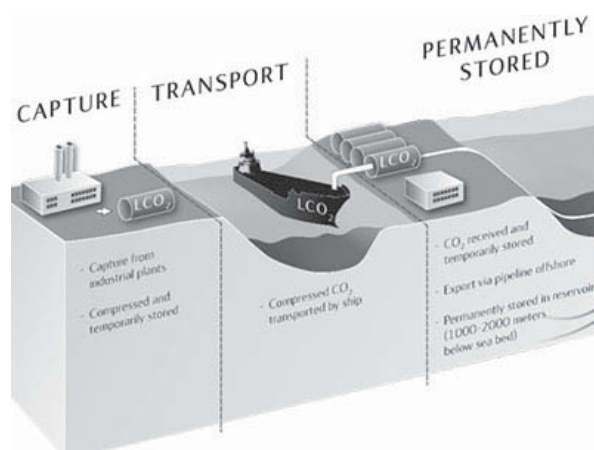 CAPTURE
TRANSPORT
PERMANENTLY
STORED
LCO₂
LCO₂
LCO₂
- Capture from
industrial plants
- Compressed and
temporarily stored
- Compressed CO₂
transported by ship
- CO₂ received and
temporarily stored
- Export via pipeline offshore
- Permanently stored in reservoir
(1000-2000 meters
below sea bed)